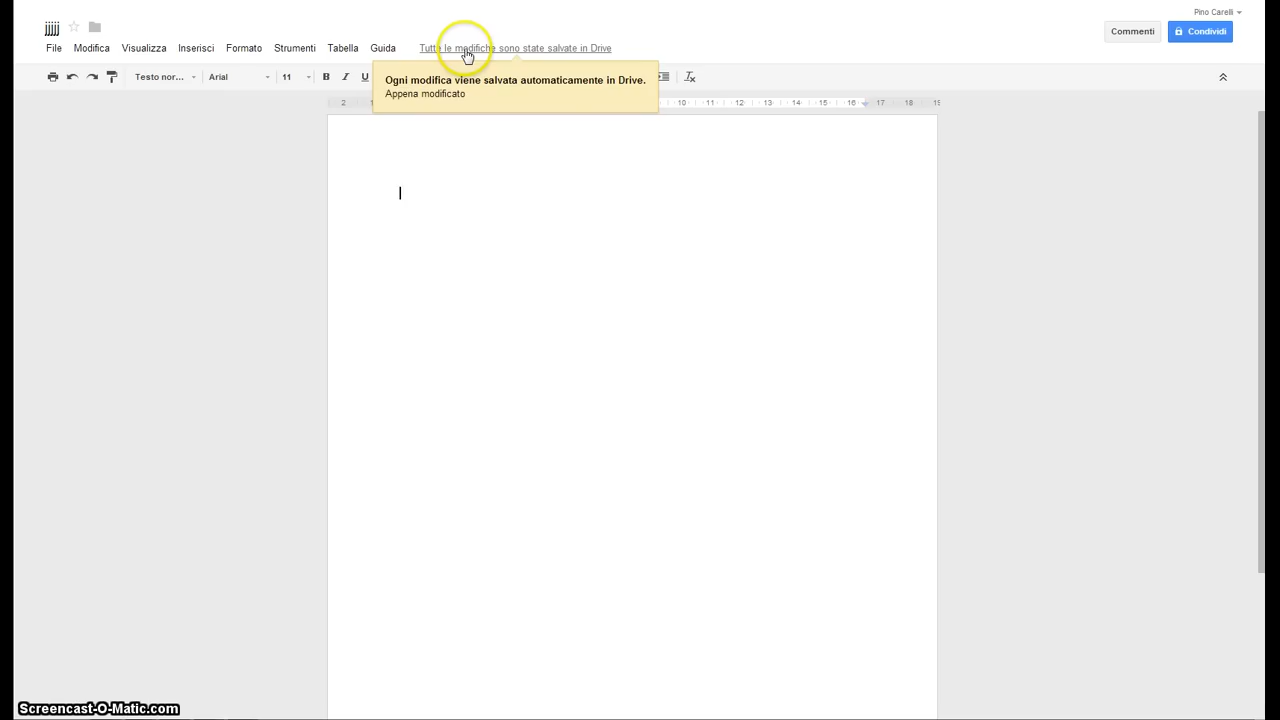 Pino Carelli
jjjjj
Commenti
Condividi
File Modifica Visualizza Inserisci Formato Strumenti Tabella Guida Tutte le modifiche sono state salvate in Drive
Testo nor... Arial 11 B I U
Ogni modifica viene salvata automaticamente in Drive.
Appena modificato
2 1 10 11 12 13 14 15 16 17 18 19
Screencast-O-Matic.com